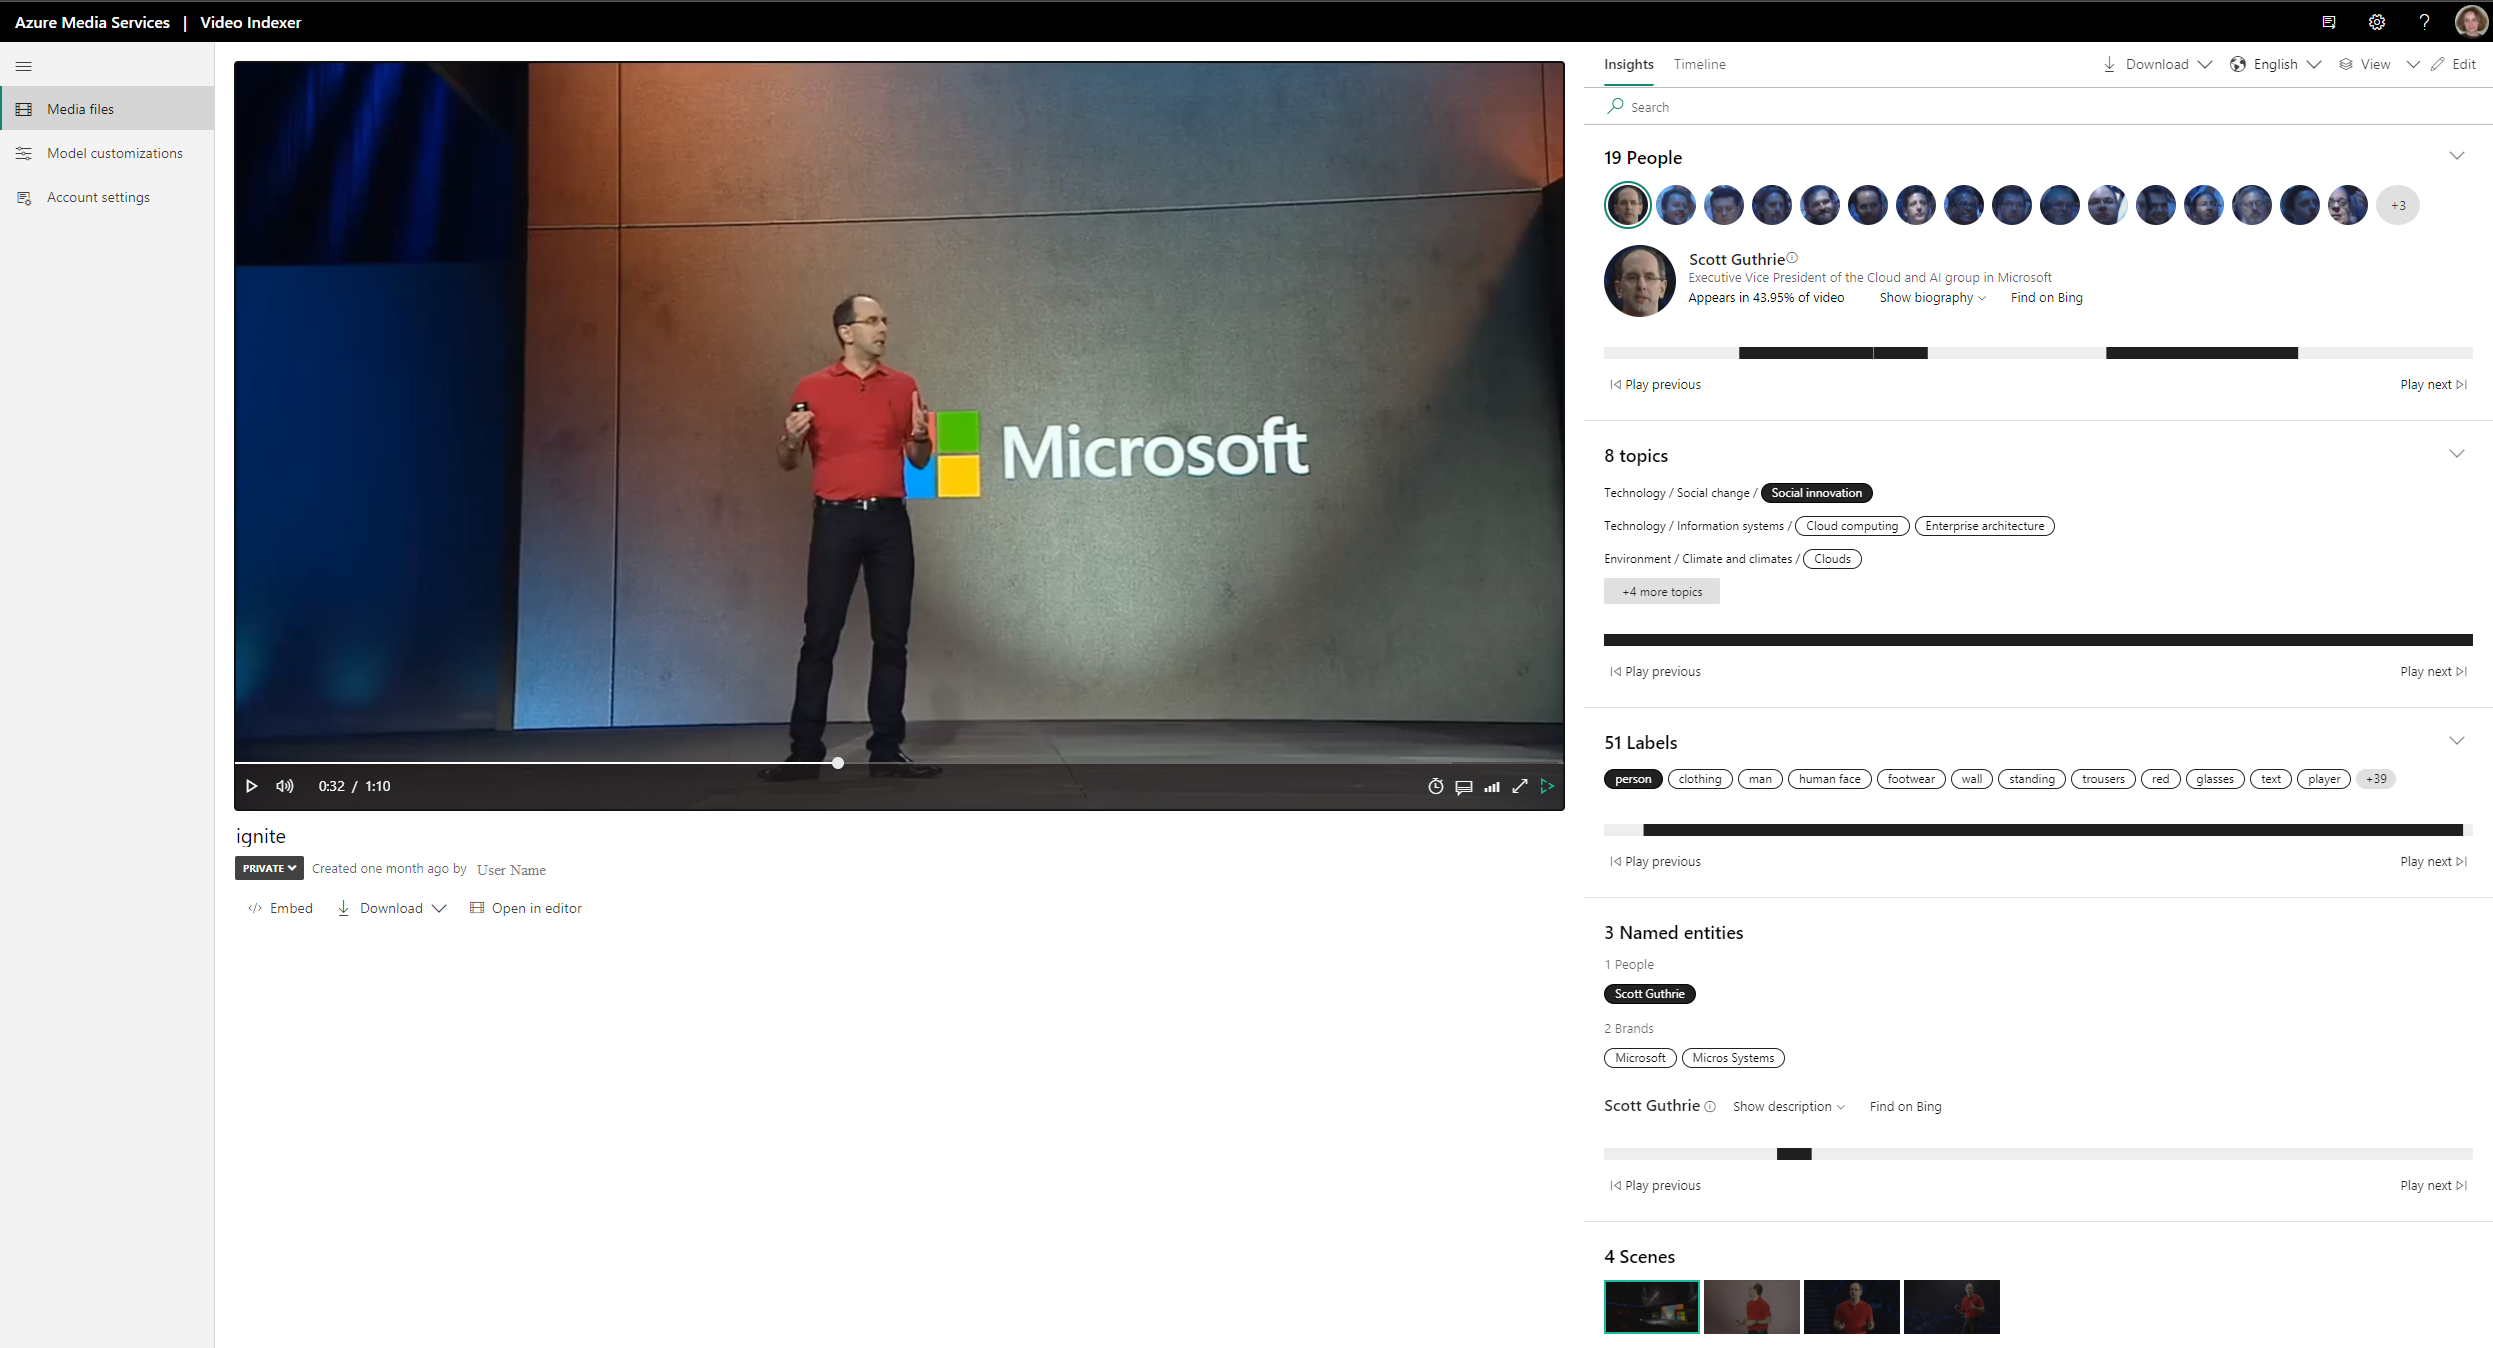 Azure Media Services | Video Indexer
Media files
Model customizations
Account settings
Microsoft
0:32 / 1:10
ignite
PRIVATE Created one month ago by User Name
Embed Download Open in editor
Insights Timeline Download English View Edit
Search
19 People
+3
Scott Guthrie
Executive Vice President of the Cloud and AI group in Microsoft
Appears in 43.95% of video Show biography Find on Bing
Play previous Play next
8 topics
Technology / Social change / Social innovation
Technology / Information systems / Cloud computing Enterprise architecture
Environment / Climate and climates / Clouds
+4 more topics
Play previous Play next
51 Labels
person clothing man human face footwear wall standing trousers red glasses text player +39
Play previous Play next
3 Named entities
1 People
Scott Guthrie
2 Brands
Microsoft Micros Systems
Scott Guthrie Show description Find on Bing
Play previous Play next
4 Scenes